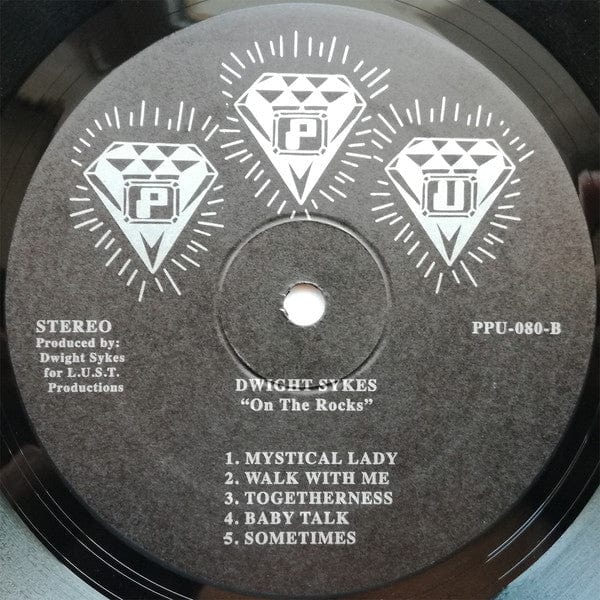 P
P
U
STEREO
Produced by:
Dwight Sykes
for L.U.S.T.
Productions
PPU-080-B
DWIGHT SYKES
“On The Rocks”
1. MYSTICAL LADY
2. WALK WITH ME
3. TOGETHERNESS
4. BABY TALK
5. SOMETIMES